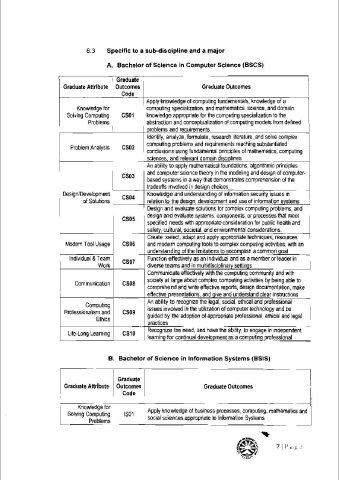 6.3 Specific to a sub-discipline and a major
A. Bachelor of Science in Computer Science (BSCS)
Graduate Attribute
Graduate
Outcomes
Code
Graduate Outcomes
Knowledge for
Solving Computing
Problems
CS01
Apply knowledge of computing fundamentals, knowledge of a
computing specialization, and mathematics, science, and domain
knowledge appropriate for the computing specialization to the
abstraction and conceptualization of computing models from defined
problems and requirements
Problem Analysis
CS02
Identify, analyze, formulate, research literature, and solve complex
computing problems and requirements reaching substantiated
conclusions using fundamental principles of mathematics, computing
sciences, and relevant domain disciplines
CS03
An ability to apply mathematical foundations, algorithmic principles
and computer science theory in the modeling and design of computer-
based systems in a way that demonstrates comprehension of the
tradeoffs involved in design choices
Design/Development
of Solutions
CS04
Knowledge and understanding of information security issues in
relation to the design, development and use of information systems
CS05
Design and evaluate solutions for complex computing problems, and
design and evaluate systems, components, or processes that meet
specified needs with appropriate consideration for public health and
safety, cultural, societal, and environmental considerations.
Modern Tool Usage
CS06
Create, select, adapt and apply appropriate techniques, resources
and modern computing tools to complex computing activities, with an
understanding of the limitations to accomplish a common goal
Individual & Team
Work
CS07
Function effectively as an individual and as a member or leader in
diverse teams and in multidisciplinary settings
Communication
CS08
Communicate effectively with the computing community and with
society at large about complex computing activities by being able to
comprehend and write effective reports, design documentation, make
effective presentations, and give and understand clear instructions
Computing
Professionalism and
Ethics
CS09
An ability to recognize the legal, social, ethical and professional
issues involved in the utilization of computer technology and be
guided by the adoption of appropriate professional, ethical and legal
practices
Life-Long Learning
CS10
Recognize the need, and have the ability, to engage in independent
learning for continual development as a computing professional
B. Bachelor of Science in Information Systems (BSIS)
Graduate Attribute
Graduate
Outcomes
Code
Graduate Outcomes
Knowledge for
Solving Computing
Problems
IS01
Apply knowledge of business processes, computing, mathematics and
social sciences appropriate to Information Systems
7 | Page